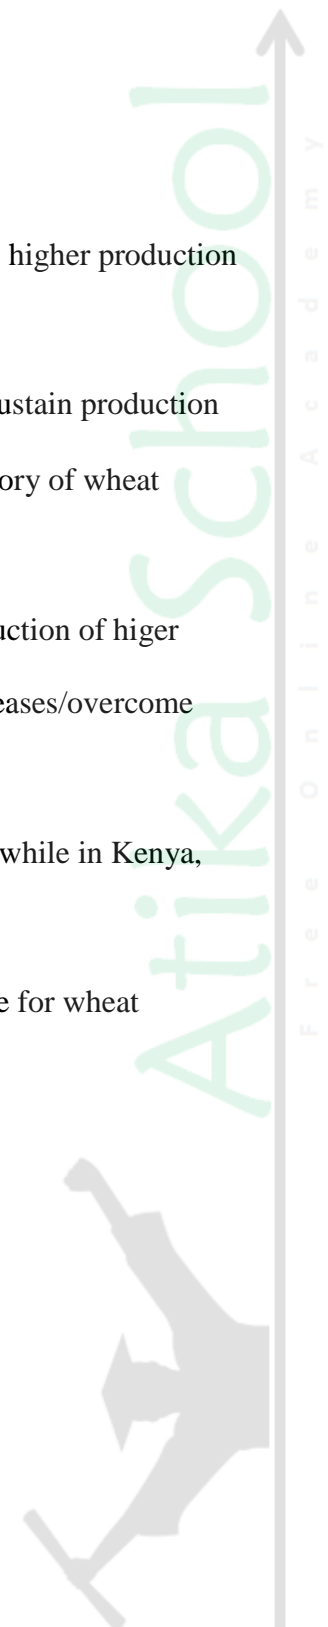 higher production
ustain production
ory of wheat
uction of higer
eases/overcome
while in Kenya,
e for wheat
Atika School
Free Online Academy